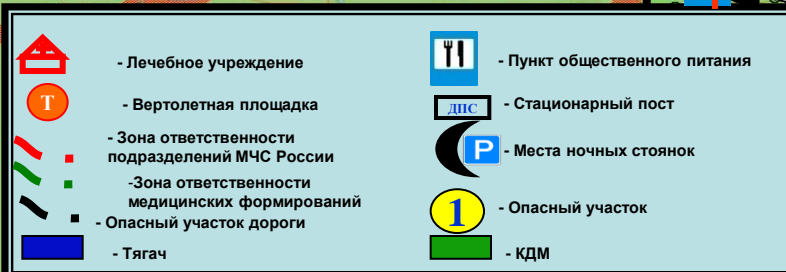 - Лечебное учреждение
Т
- Вертолетная площадка
- Зона ответственности
подразделений МЧС России
-Зона ответственности
медицинских формирований
- Опасный участок дороги
- Тягач
- Пункт общественного питания
ДПС
- Стационарный пост
P
- Места ночных стоянок
1
- Опасный участок
- КДМ